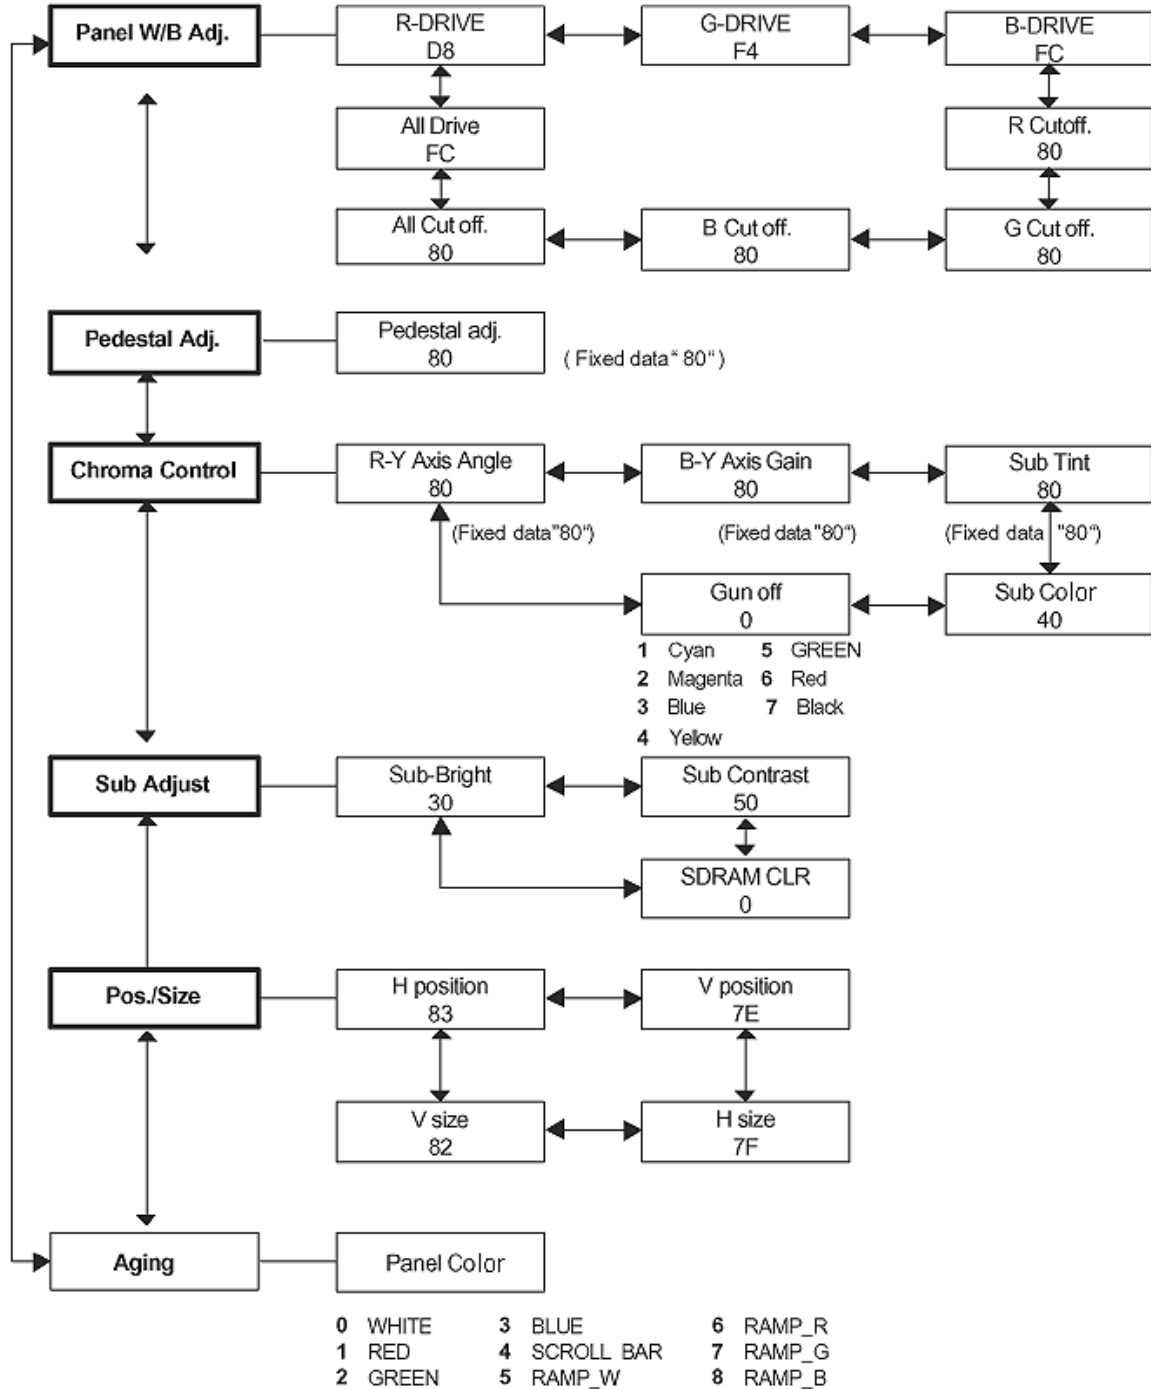 Panel W/B Adj.
R-DRIVE
D8
G-DRIVE
F4
B-DRIVE
FC
All Drive
FC
R Cutoff.
80
All Cut off.
80
B Cut off.
80
G Cut off.
80
Pedestal Adj.
Pedestal adj.
80
( Fixed data“ 80“ )
Chroma Control
R-Y Axis Angle
80
B-Y Axis Gain
80
Sub Tint
80
(Fixed data"80“)
(Fixed data"80“)
(Fixed data "80“)
Gun off
0
Sub Color
40
1 Cyan 5 GREEN
2 Magenta 6 Red
3 Blue 7 Black
4 Yellow
Sub Adjust
Sub-Bright
30
Sub Contrast
50
SDRAM CLR
0
Pos./Size
H position
83
V position
7E
V size
82
H size
7F
Aging
Panel Color
0 WHITE 3 BLUE 6 RAMP_R
1 RED 4 SCROLL BAR 7 RAMP_G
2 GREEN 5 RAMP_W 8 RAMP_B